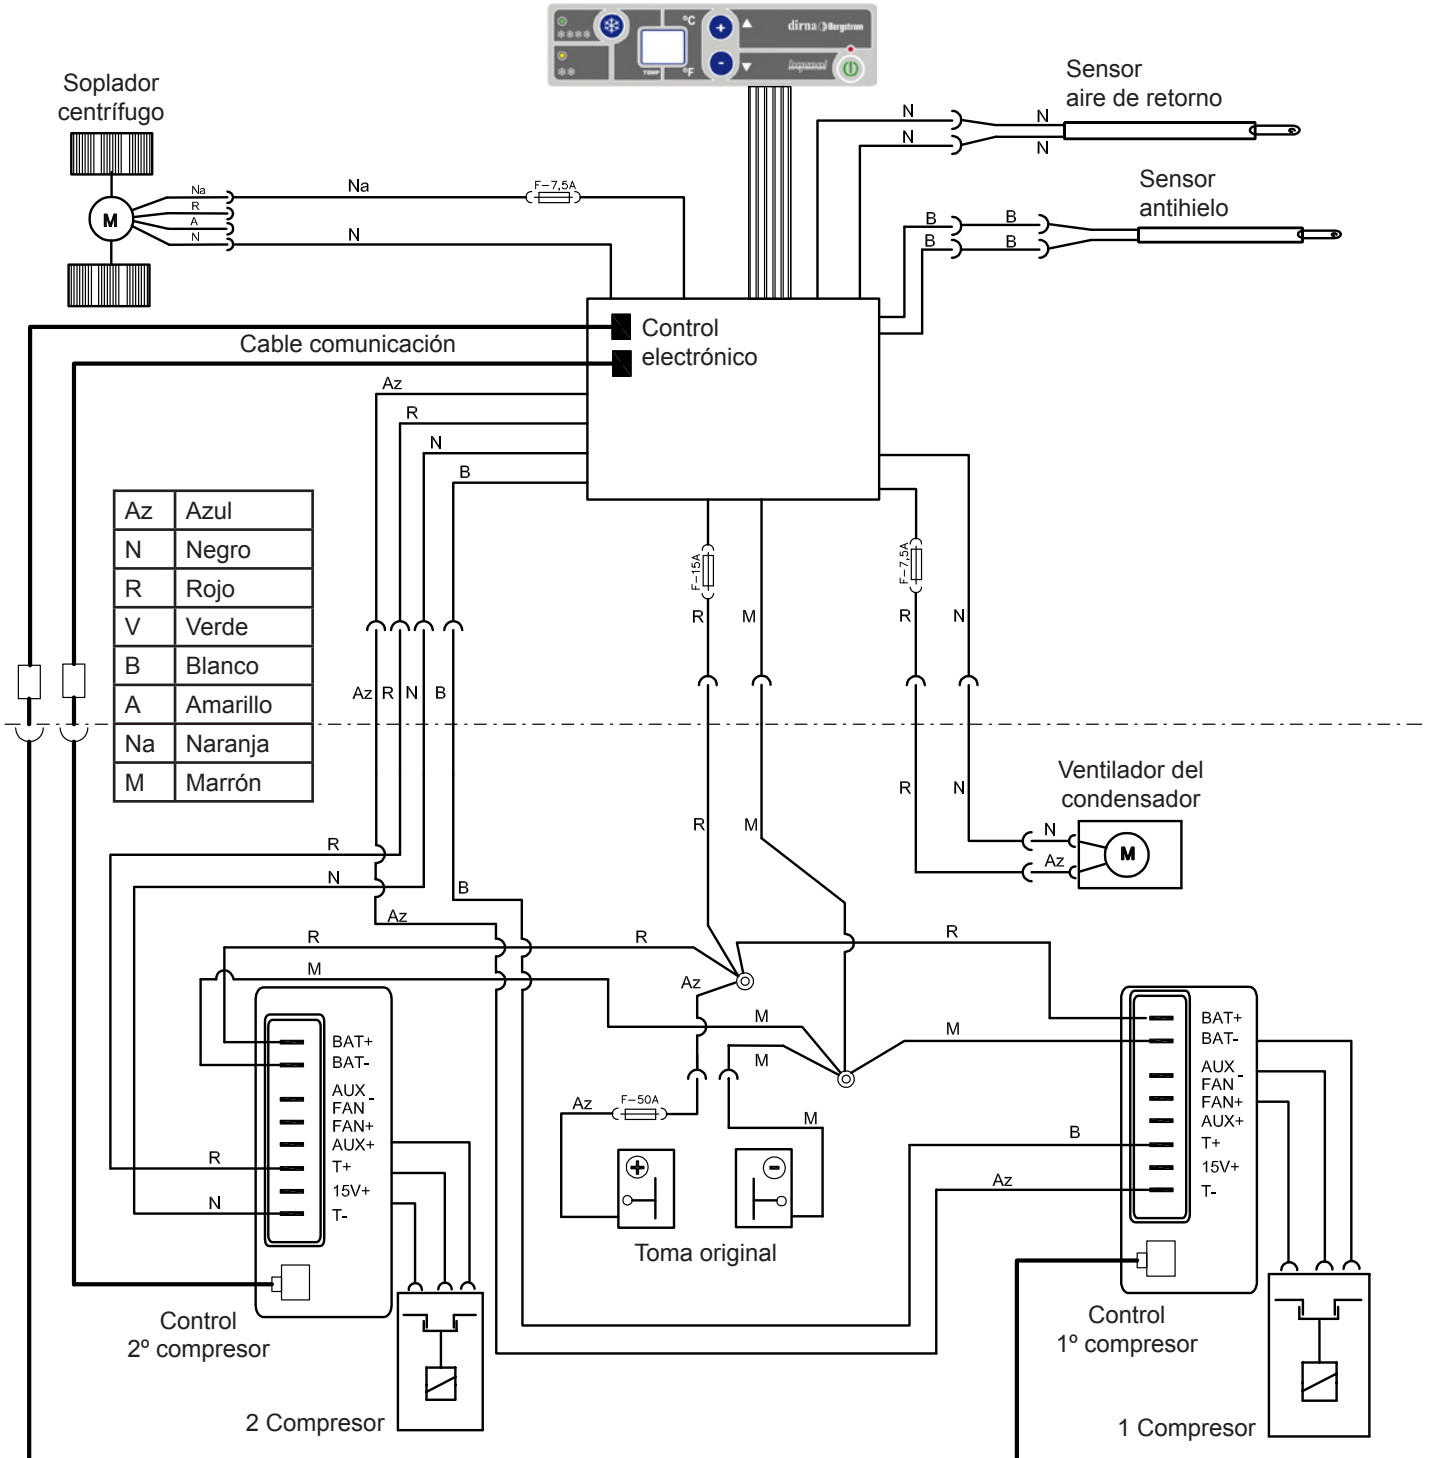 °C
dirna Bergstrom
TEMP
°F
Soplador
centrífugo
Sensor
aire de retorno
Sensor
antihielo
N
N
N
N
B
B
B
B
Na
R
A
N
M
Na
N
F-7,5A
Control
electrónico
Cable comunicación
Az
R
N
B
Az Azul
N Negro
R Rojo
V Verde
B Blanco
A Amarillo
Na Naranja
M Marrón
F-15A
F-7,5A
R
M
R
N
Az
R
N
B
R
N
R
M
Ventilador del
condensador
N
Az
M
R
N
B
Az
R
R
R
M
Az
M
M
M
BAT+
BAT-
AUX
FAN -
FAN+
AUX+
T+
15V+
T-
R
N
Az
F-50A
M
Toma original
B
Az
BAT+
BAT-
AUX
FAN -
FAN+
AUX+
T+
15V+
T-
Control
2º compresor
2 Compresor
Control
1º compresor
1 Compresor